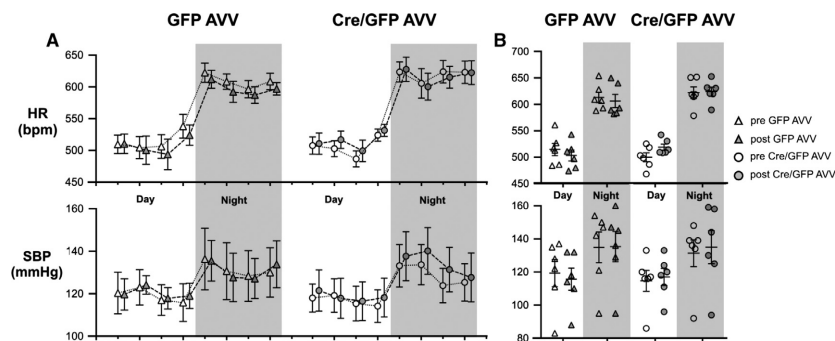 GFP AVV Cre/GFP AVV
A
650
600
550
500
450
HR
(bpm)
Day Night Day Night
160
140
120
100
SBP
(mmHg)
GFP AVV Cre/GFP AVV
B
700
650
600
550
500
450
Day Night Day Night
160
140
120
100
80
pre GFP AVV
post GFP AVV
pre Cre/GFP AVV
post Cre/GFP AVV